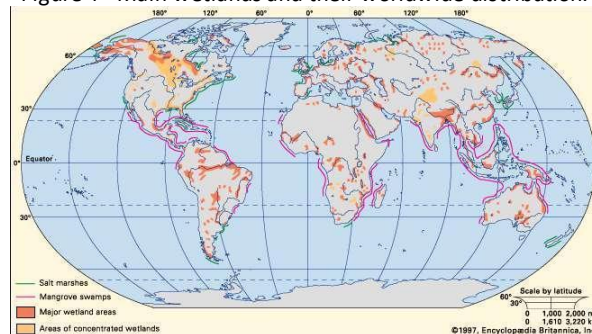 Figure 1 - Main wetlands and their worldwide distribution.
180° 120° 60° 0° 60° 120° 180°
60°
30°
Equator 0°
30°
Salt marshes
Mangrove swamps
Major wetland areas
Areas of concentrated wetlands
60°
30°
Scale by latitude
0 1,000 2,000 m
0 1,610 3,220 k
©1997, Encyclopædia Britannica, Inc